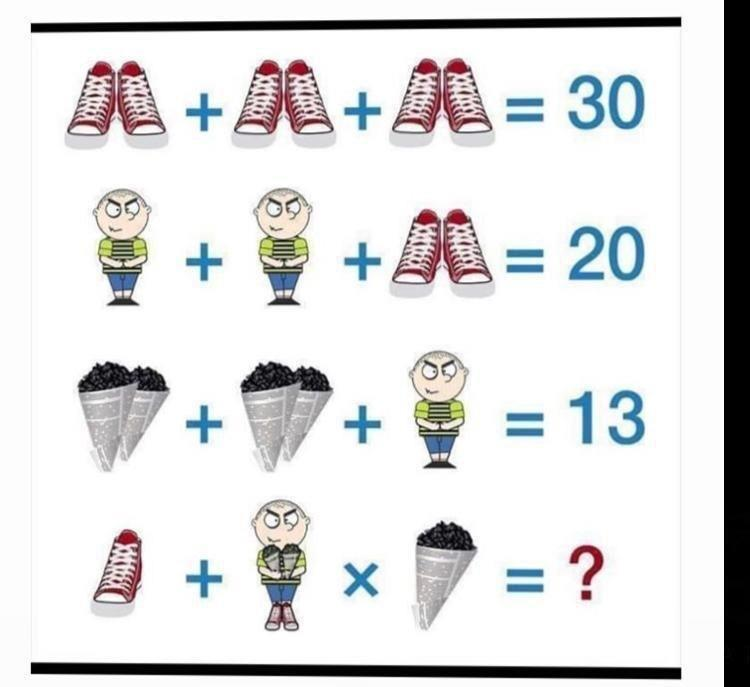 + + = 30
+ + = 20
+ + = 13
+ × = ?